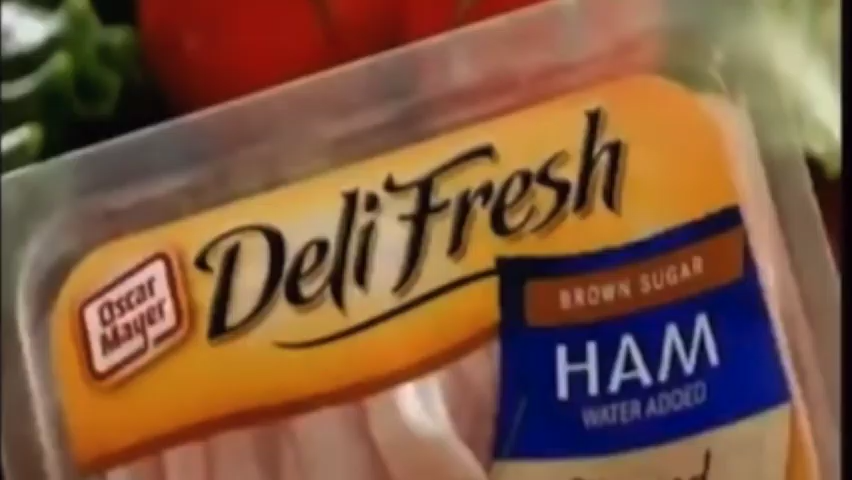 Oscar
Mayer
Deli Fresh
BROWN SUGAR
HAM
WATER ADDED